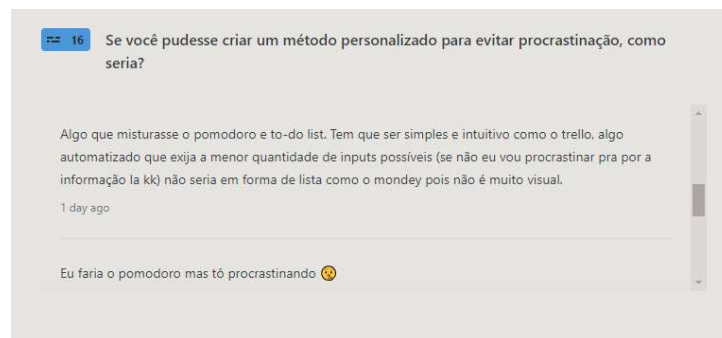 16 Se você pudesse criar um método personalizado para evitar procrastinação, como
seria?
Algo que misturasse o pomodoro e to-do list. Tem que ser simples e intuitivo como o trello, algo
automatizado que exija a menor quantidade de inputs possíveis (se não eu vou procrastinar pra por a
informação la kk) não seria em forma de lista como o mondey pois não é muito visual.
1 day ago
Eu faria o pomodoro mas tô procrastinando 😯